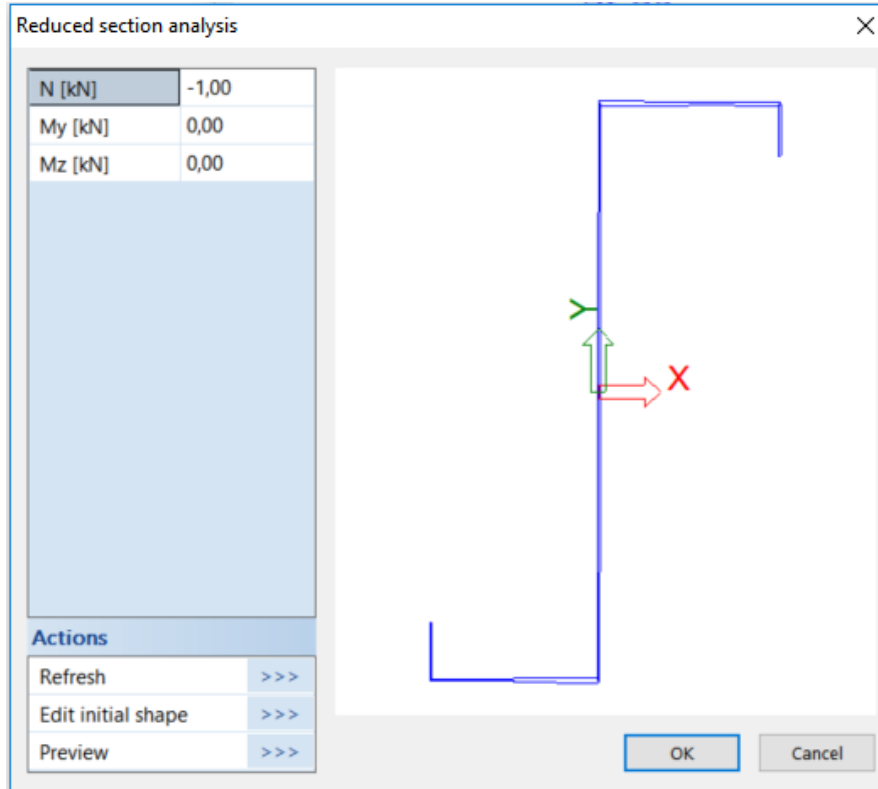 Reduced section analysis
N [kN] -1,00
My [kN] 0,00
Mz [kN] 0,00
Y
X
Actions
Refresh >>>
Edit initial shape >>>
Preview >>>
OK Cancel